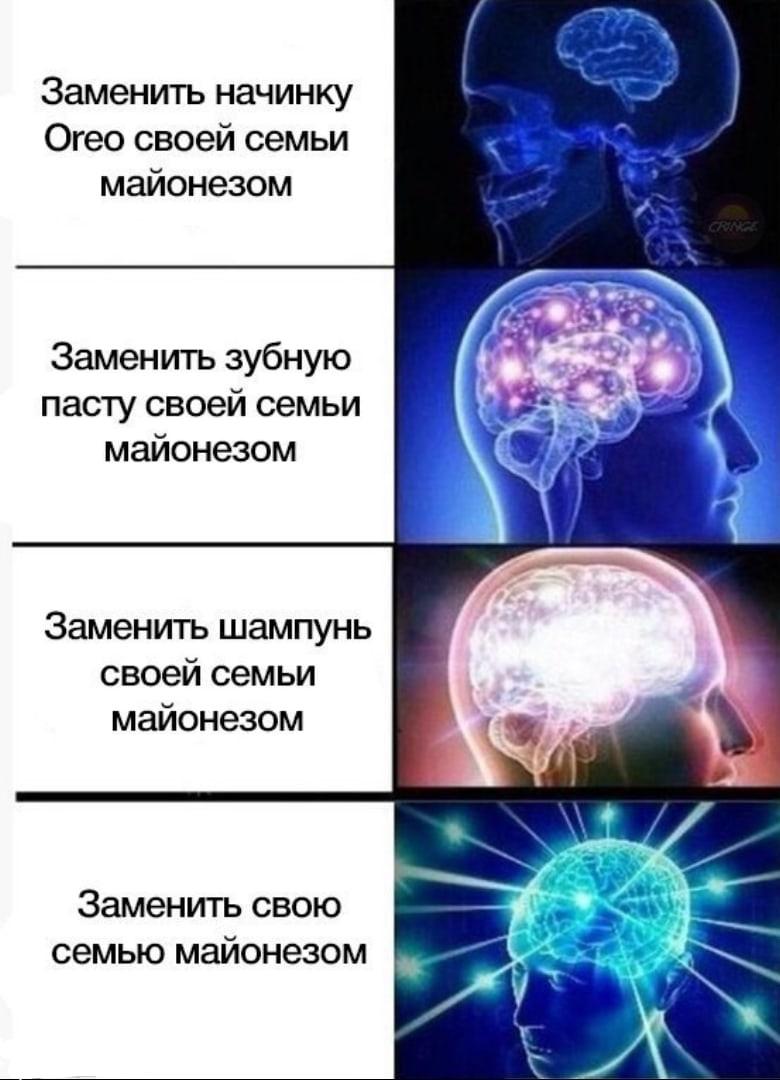 Заменить начинку
Oreo своей семьи
майонезом
CRINGE
Заменить зубную
пасту своей семьи
майонезом
Заменить шампунь
своей семьи
майонезом
Заменить свою
семью майонезом